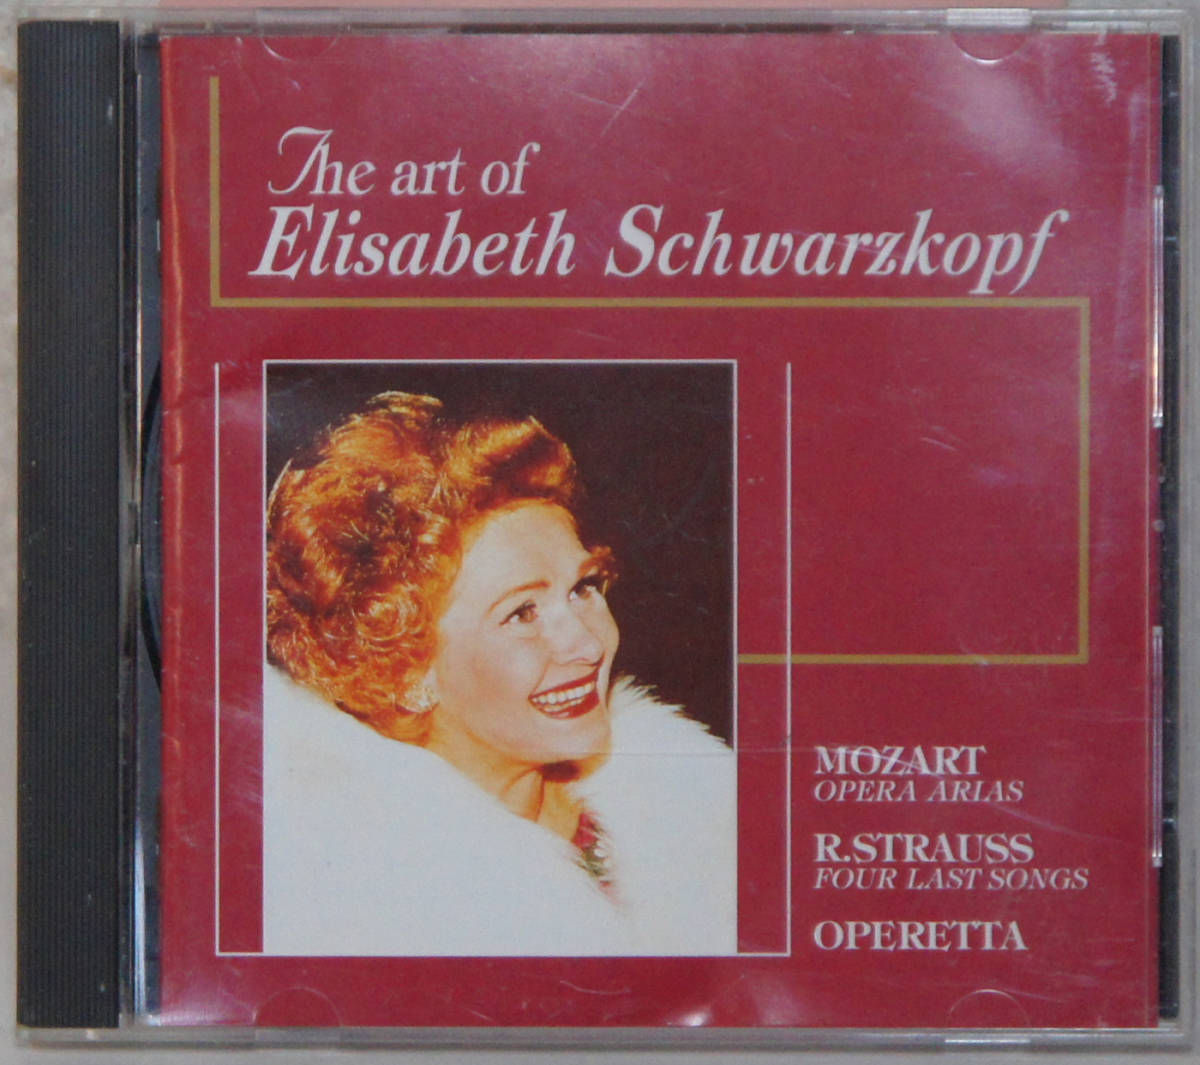 The art of
Elisabeth Schwarzkopf
MOZART
OPERA ARIAS
R.STRAUSS
FOUR LAST SONGS
OPERETTA